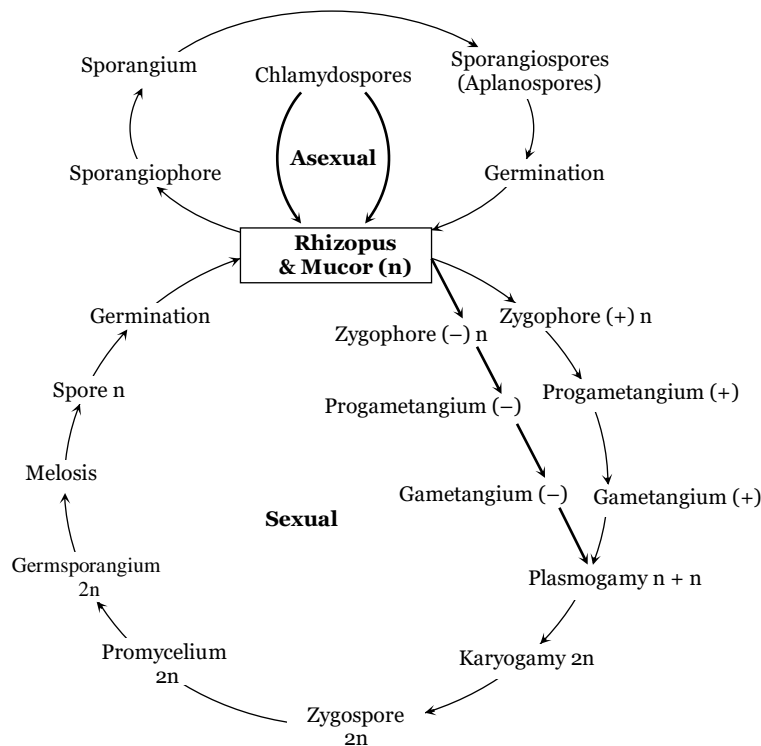 Sporangium
Chlamydospores
Sporangiospores
(Aplanospores)
Asexual
Sporangiophore
Germination
Rhizopus
& Mucor (n)
Germination
Zygophore (–) n
Zygophore (+) n
Spore n
Progametangium (–)
Progametangium (+)
Melosis
Gametangium (–)
Gametangium (+)
Sexual
Germsporangium
2n
Plasmogamy n + n
Promycelium
2n
Karyogamy 2n
Zygospore
2n